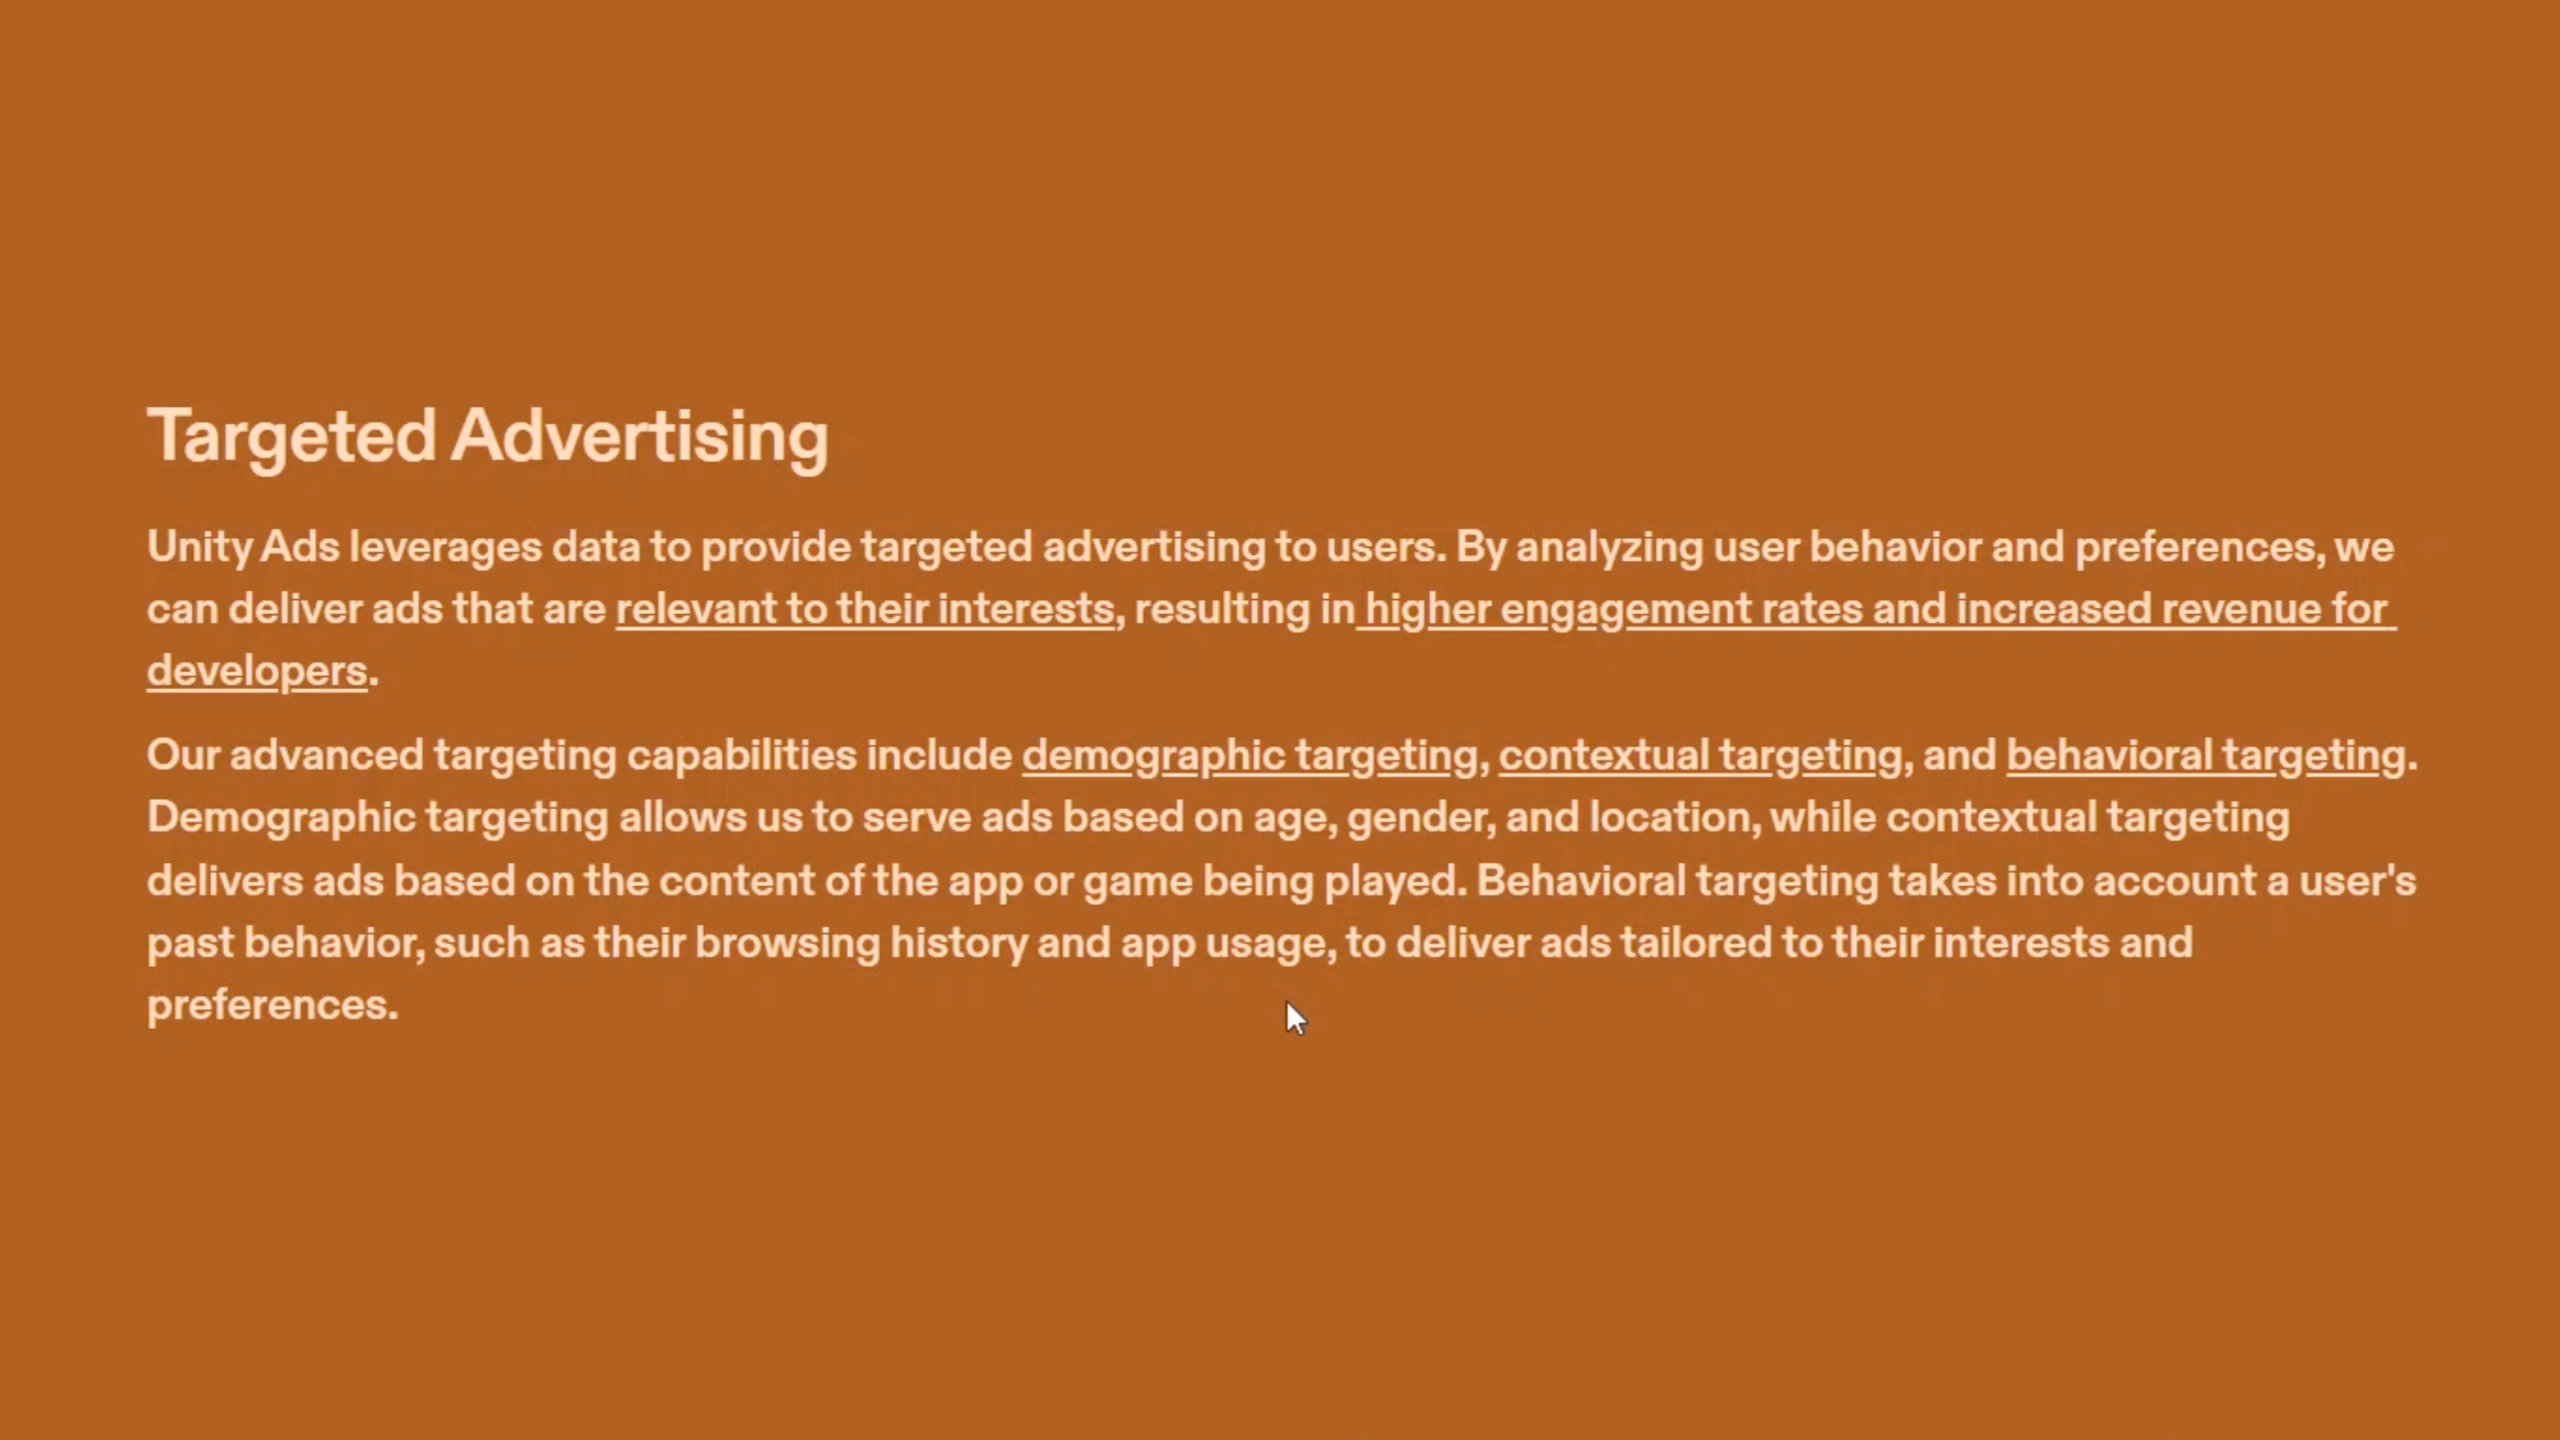 Targeted Advertising
Unity Ads leverages data to provide targeted advertising to users. By analyzing user behavior and preferences, we
can deliver ads that are relevant to their interests, resulting in higher engagement rates and increased revenue for
developers.
Our advanced targeting capabilities include demographic targeting, contextual targeting, and behavioral targeting.
Demographic targeting allows us to serve ads based on age, gender, and location, while contextual targeting
delivers ads based on the content of the app or game being played. Behavioral targeting takes into account a user's
past behavior, such as their browsing history and app usage, to deliver ads tailored to their interests and
preferences.